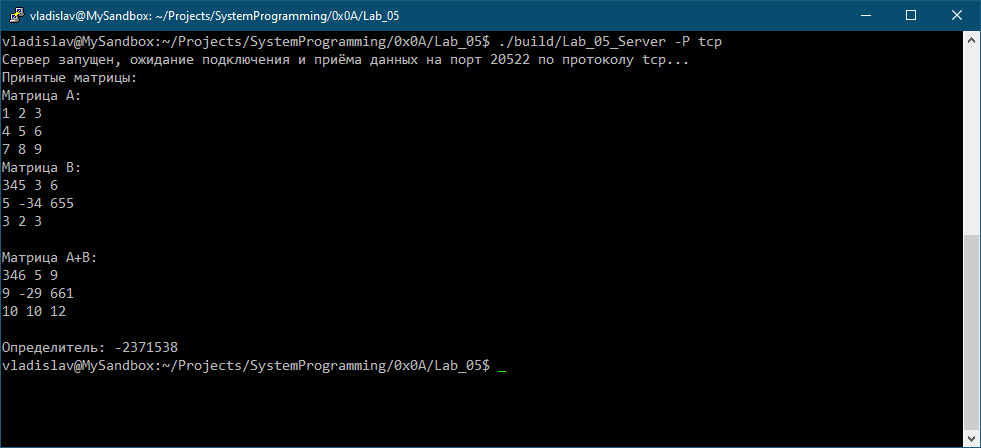 vladislav@MySandbox: ~/Projects/SystemProgramming/0x0A/Lab_05
vladislav@MySandbox:~/Projects/SystemProgramming/0x0A/Lab_05$ ./build/Lab_05_Server -P tcp
Сервер запущен, ожидание подключения и приёма данных на порт 20522 по протоколу tcp...
Принятые матрицы:
Матрица A:
1 2 3
4 5 6
7 8 9
Матрица B:
345 3 6
5 -34 655
3 2 3
Матрица A+B:
346 5 9
9 -29 661
10 10 12
Определитель: -2371538
vladislav@MySandbox:~/Projects/SystemProgramming/0x0A/Lab_05$ _